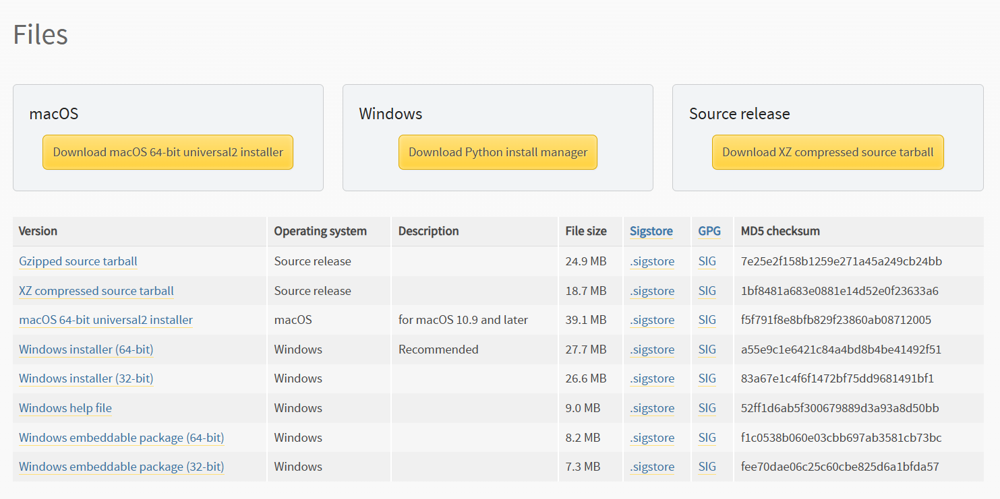 Files
macOS
Download macOS 64-bit universal2 installer
Windows
Download Python install manager
Source release
Download XZ compressed source tarball
Version Operating system Description File size Sigstore GPG MD5 checksum
Gzipped source tarball Source release 24.9 MB .sigstore SIG 7e25e2f158b1259e271a45a249cb24bb
XZ compressed source tarball Source release 18.7 MB .sigstore SIG 1bf8481a683e0881e14d52e0f23633a6
macOS 64-bit universal2 installer macOS for macOS 10.9 and later 39.1 MB .sigstore SIG f5f791f8e8bfb829f23860ab08712005
Windows installer (64-bit) Windows Recommended 27.7 MB .sigstore SIG a55e9c1e6421c84a4bd8b4be41492f51
Windows installer (32-bit) Windows 26.6 MB .sigstore SIG 83a67e1c4f6f1472bf75dd9681491bf1
Windows help file Windows 9.0 MB .sigstore SIG 52ff1d6ab5f300679889d3a93a8d50bb
Windows embeddable package (64-bit) Windows 8.2 MB .sigstore SIG f1c0538b060e03cbb697ab3581cb73bc
Windows embeddable package (32-bit) Windows 7.3 MB .sigstore SIG fee70dae06c25c60cbe825d6a1bfda57